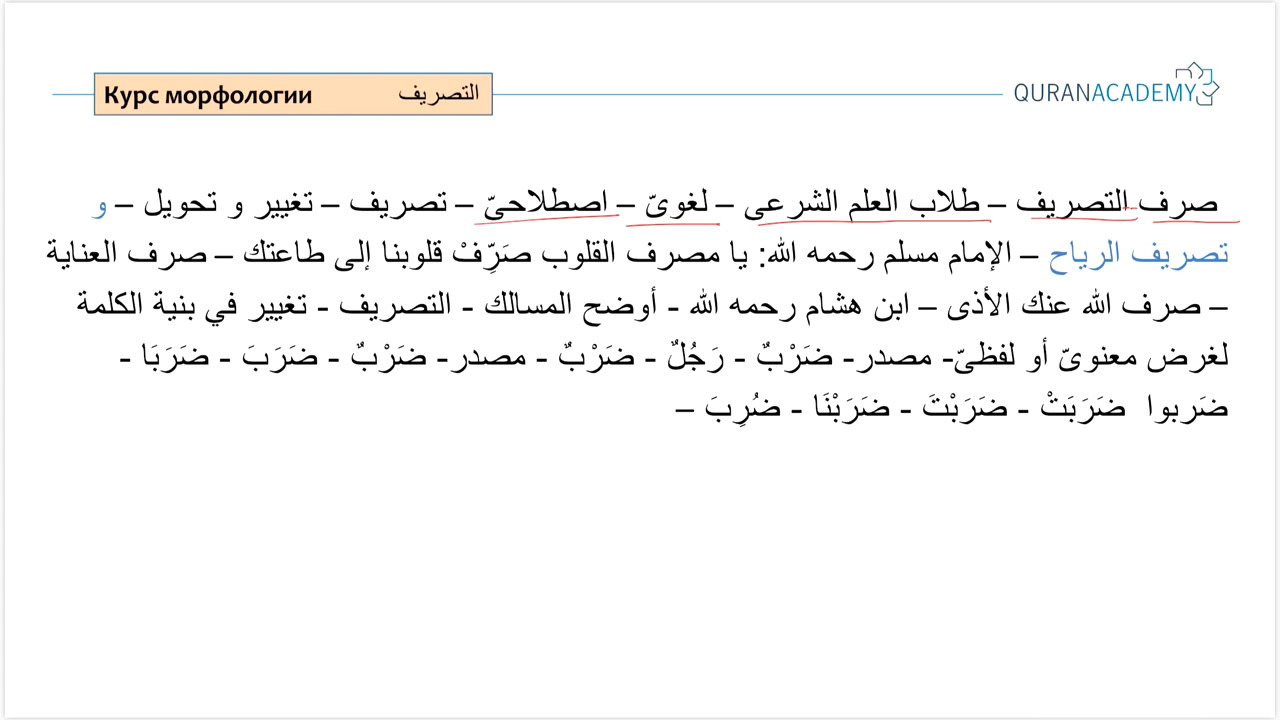 Курс морфологии التصريف
QURANACADEMY
صرف التصريف – طلاب العلم الشرعى – لغوىّ – اصطلاحىّ – تصريف – تغيير و تحويل – و
تصريف الرياح – الإمام مسلم رحمه الله: يا مصرف القلوب صَرِّفْ قلوبنا إلى طاعتك – صرف العناية
– صرف الله عنك الأذى – ابن هشام رحمه الله - أوضح المسالك - التصريف - تغيير في بنية الكلمة
لغرض معنوىّ أو لفظىّ- مصدر- ضَرْبٌ - رَجُلٌ - ضَرْبٌ - مصدر- ضَرْبٌ - ضَرَبَ - ضَرَبَا -
ضَربوا ضَرَبَتْ - ضَرَبْتَ - ضَرَبْنَا - ضُرِبَ –